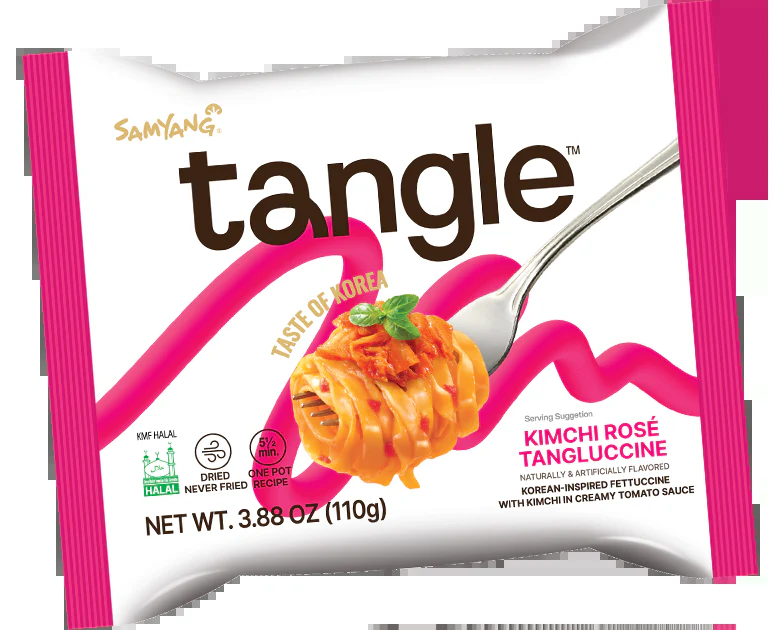 SAMYANG®
tangle™
TASTE OF KOREA
Serving Suggetion
KIMCHI ROSÉ
TANGLUCCINE
NATURALLY & ARTIFICIALLY FLAVORED
KOREAN-INSPIRED FETTUCCINE
WITH KIMCHI IN CREAMY TOMATO SAUCE
KMF HALAL
HALAL
DRIED
NEVER FRIED
5½
min.
ONE POT
RECIPE
NET WT. 3.88 OZ (110g)